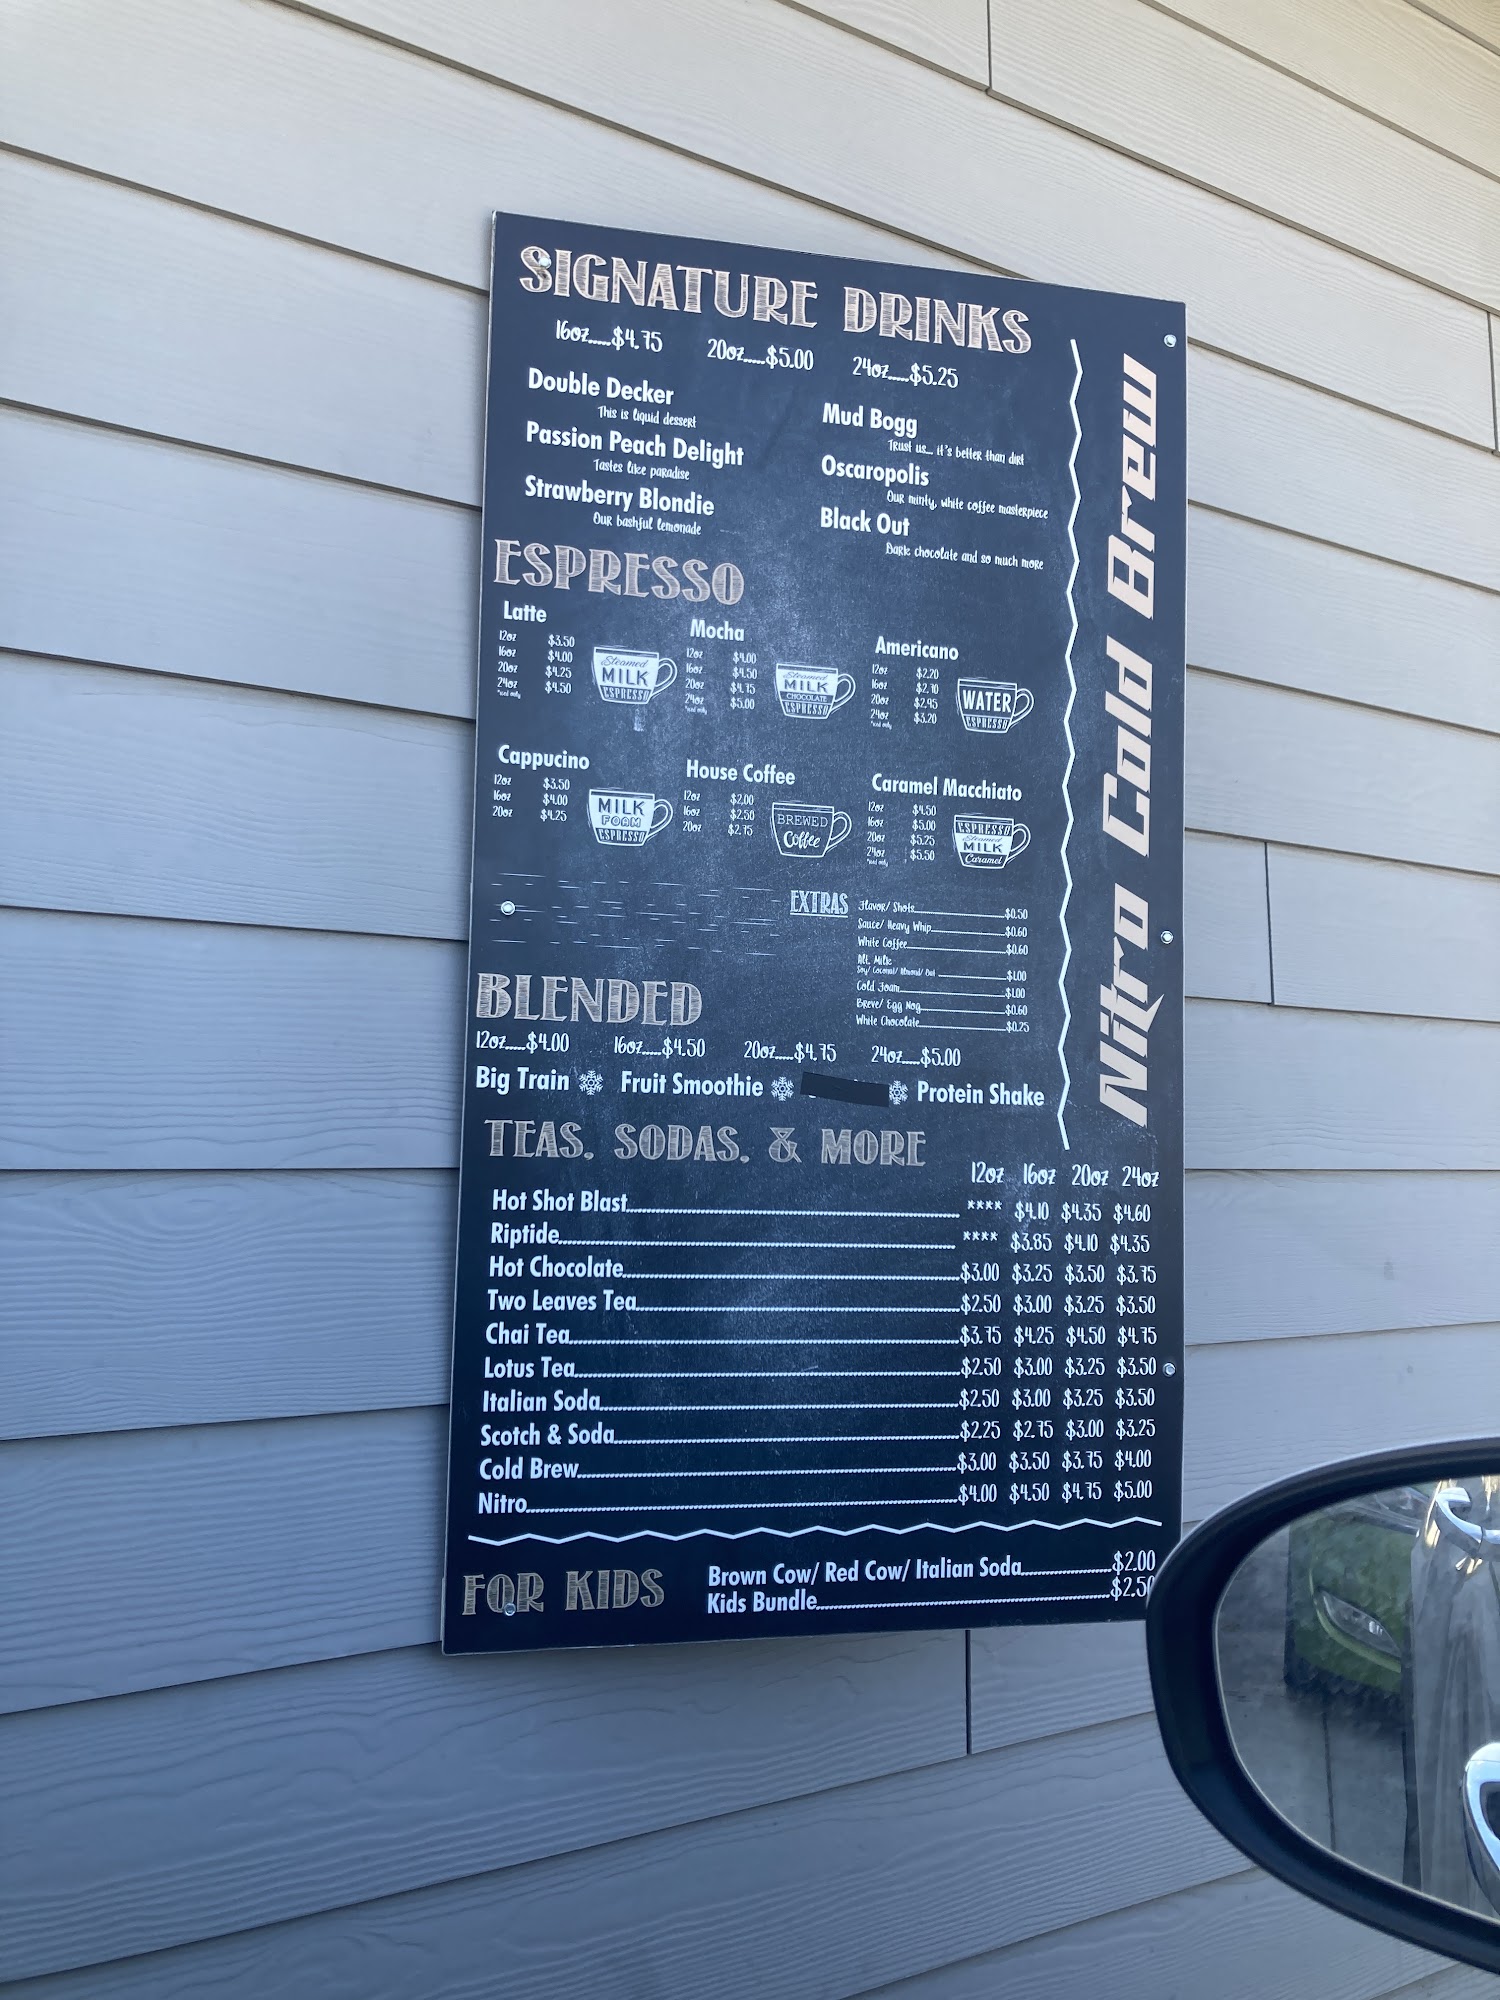 SIGNATURE DRINKS
16oz.....$4.75 20oz.....$5.00 24oz.....$5.25
Double Decker
This is liquid dessert
Passion Peach Delight
Tastes like paradise
Strawberry Blondie
Our bashful lemonade
Mud Bogg
Trust us... it's better than dirt
Oscaropolis
Our minty, white coffee masterpiece
Black Out
Dark chocolate and so much more
Nitro Cold Brew
ESPRESSO
Latte
12oz $3.50
16oz $4.00
20oz $4.25
24oz $4.50
*iced only
Steamed
MILK
ESPRESSO
Mocha
12oz $4.00
16oz $4.50
20oz $4.75
24oz $5.00
*iced only
Steamed
MILK
CHOCOLATE
ESPRESSO
Americano
12oz $2.20
16oz $2.70
20oz $2.95
24oz $3.20
*iced only
WATER
ESPRESSO
Cappucino
12oz $3.50
16oz $4.00
20oz $4.25
MILK
FOAM
ESPRESSO
House Coffee
12oz $2.00
16oz $2.50
20oz $2.75
BREWED
Coffee
Caramel Macchiato
12oz $4.50
16oz $5.00
20oz $5.25
24oz $5.50
*iced only
ESPRESSO
Steamed
MILK
Caramel
EXTRAS
Flavor/ Shots $0.50
Sauce/ Heavy Whip $0.60
White Coffee $0.60
Alt. Milk
Soy/ Coconut/ Almond/ Oat $1.00
Cold Foam $1.00
Breve/ Egg Nog $0.60
White Chocolate $0.25
BLENDED
12oz.....$4.00 16oz.....$4.50 20oz.....$4.75 24oz.....$5.00
Big Train Fruit Smoothie Protein Shake
TEAS, SODAS, & MORE
12oz 16oz 20oz 24oz
Hot Shot Blast **** $4.10 $4.35 $4.60
Riptide **** $3.85 $4.10 $4.35
Hot Chocolate $3.00 $3.25 $3.50 $3.75
Two Leaves Tea $2.50 $3.00 $3.25 $3.50
Chai Tea $3.75 $4.25 $4.50 $4.75
Lotus Tea $2.50 $3.00 $3.25 $3.50
Italian Soda $2.50 $3.00 $3.25 $3.50
Scotch & Soda $2.25 $2.75 $3.00 $3.25
Cold Brew $3.00 $3.50 $3.75 $4.00
Nitro $4.00 $4.50 $4.75 $5.00
FOR KIDS
Brown Cow/ Red Cow/ Italian Soda $2.00
Kids Bundle $2.50